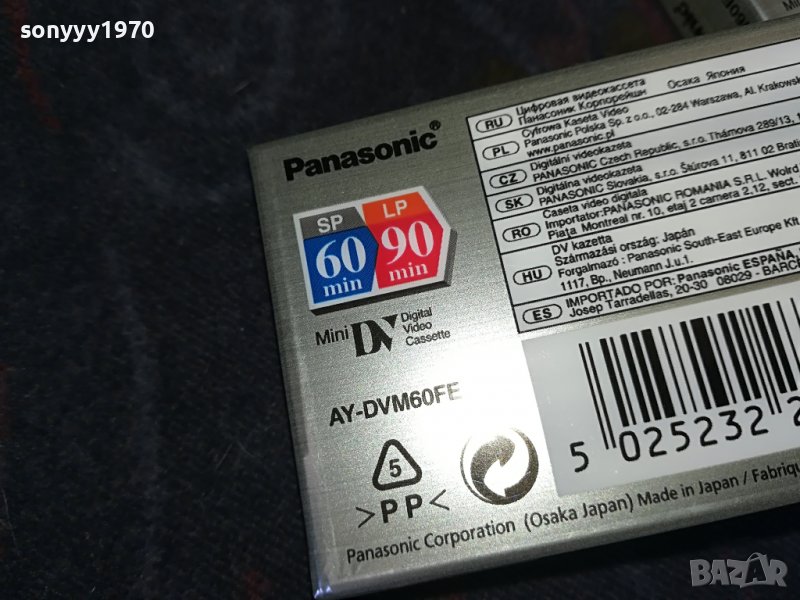 sonyyy1970
Panasonic®
SP
LP
60
min
90
min
Mini DV Digital
Video
Cassette
AY-DVM60FE
5
>PP<
RU Цифровая видеокассета
Панасоник Корпорейшн Осака Япония
PL Cyfrowa Kaseta Video
Panasonic Polska Sp. z o.o., 02-284 Warszawa, Al. Krakowsk
www.panasonic.pl
CZ Digitální videokazeta
PANASONIC Czech Republic, s.r.o. Thámova 289/13,
SK Digitálna videokazeta
PANASONIC Slovakia, s.r.o. Štúrova 11, 811 02 Bratis
RO Caseta video digitala
Importator: PANASONIC ROMANIA S.R.L. Wolrd
Piaţa Montreal nr. 10, etaj 2 camera 2.12, sect.
HU DV kazetta
Származási ország: Japán
Forgalmazó: Panasonic South-East Europe Kft
1117, Bp., Neumann J.u.1.
ES IMPORTADO POR: Panasonic ESPAÑA,
Josep Tarradellas, 20-30 08029 - BARC
5 025232 2
Panasonic Corporation (Osaka Japan) Made in Japan / Fabriqu
BAZAR